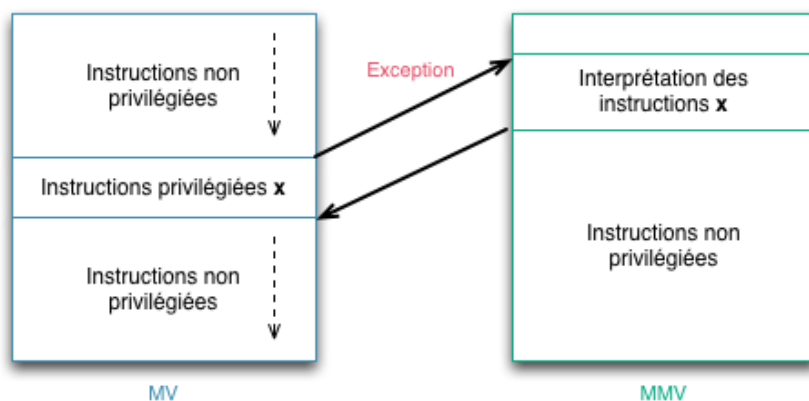 Instructions non
privilégiées
Exception
Interprétation des
instructions x
Instructions privilégiées x
Instructions non
privilégiées
Instructions non
privilégiées
MV
MMV